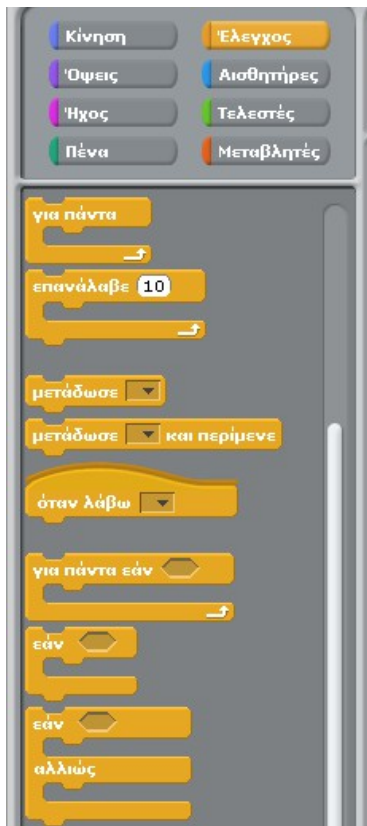 Κίνηση Έλεγχος
Όψεις Αισθητήρες
Ήχος Τελεστές
Πένα Μεταβλητές
για πάντα
επανάλαβε 10
μετάδωσε
μετάδωσε και περίμενε
όταν λάβω
για πάντα εάν
εάν
εάν
αλλιώς